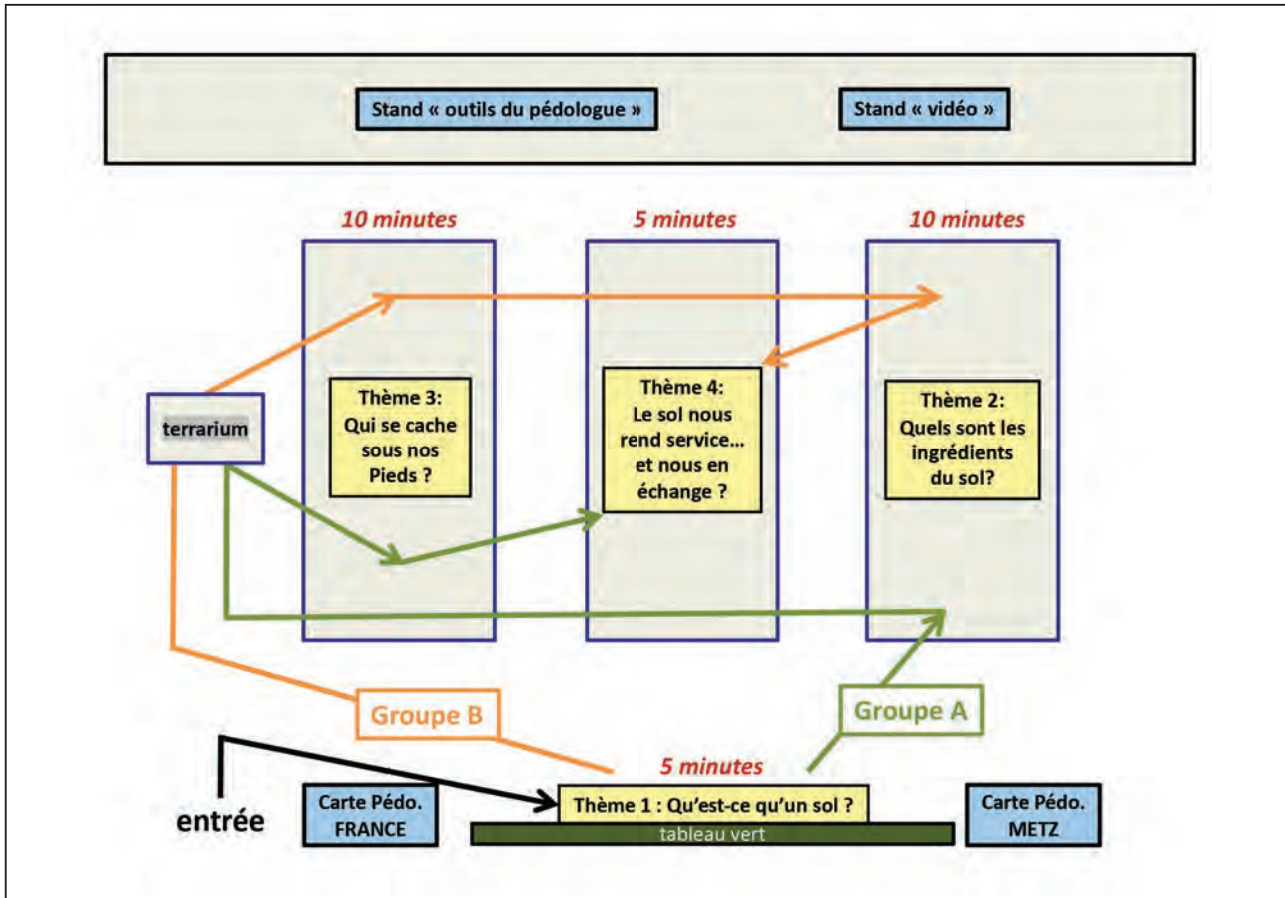 Stand « outils du pédologue »
Stand « vidéo »
10 minutes
5 minutes
10 minutes
terrarium
Thème 3:
Qui se cache
sous nos
Pieds ?
Thème 4:
Le sol nous
rend service…
et nous en
échange ?
Thème 2:
Quels sont les
ingrédients
du sol?
Groupe B
Groupe A
5 minutes
entrée
Carte Pédo.
FRANCE
Thème 1 : Qu’est-ce qu’un sol ?
tableau vert
Carte Pédo.
METZ